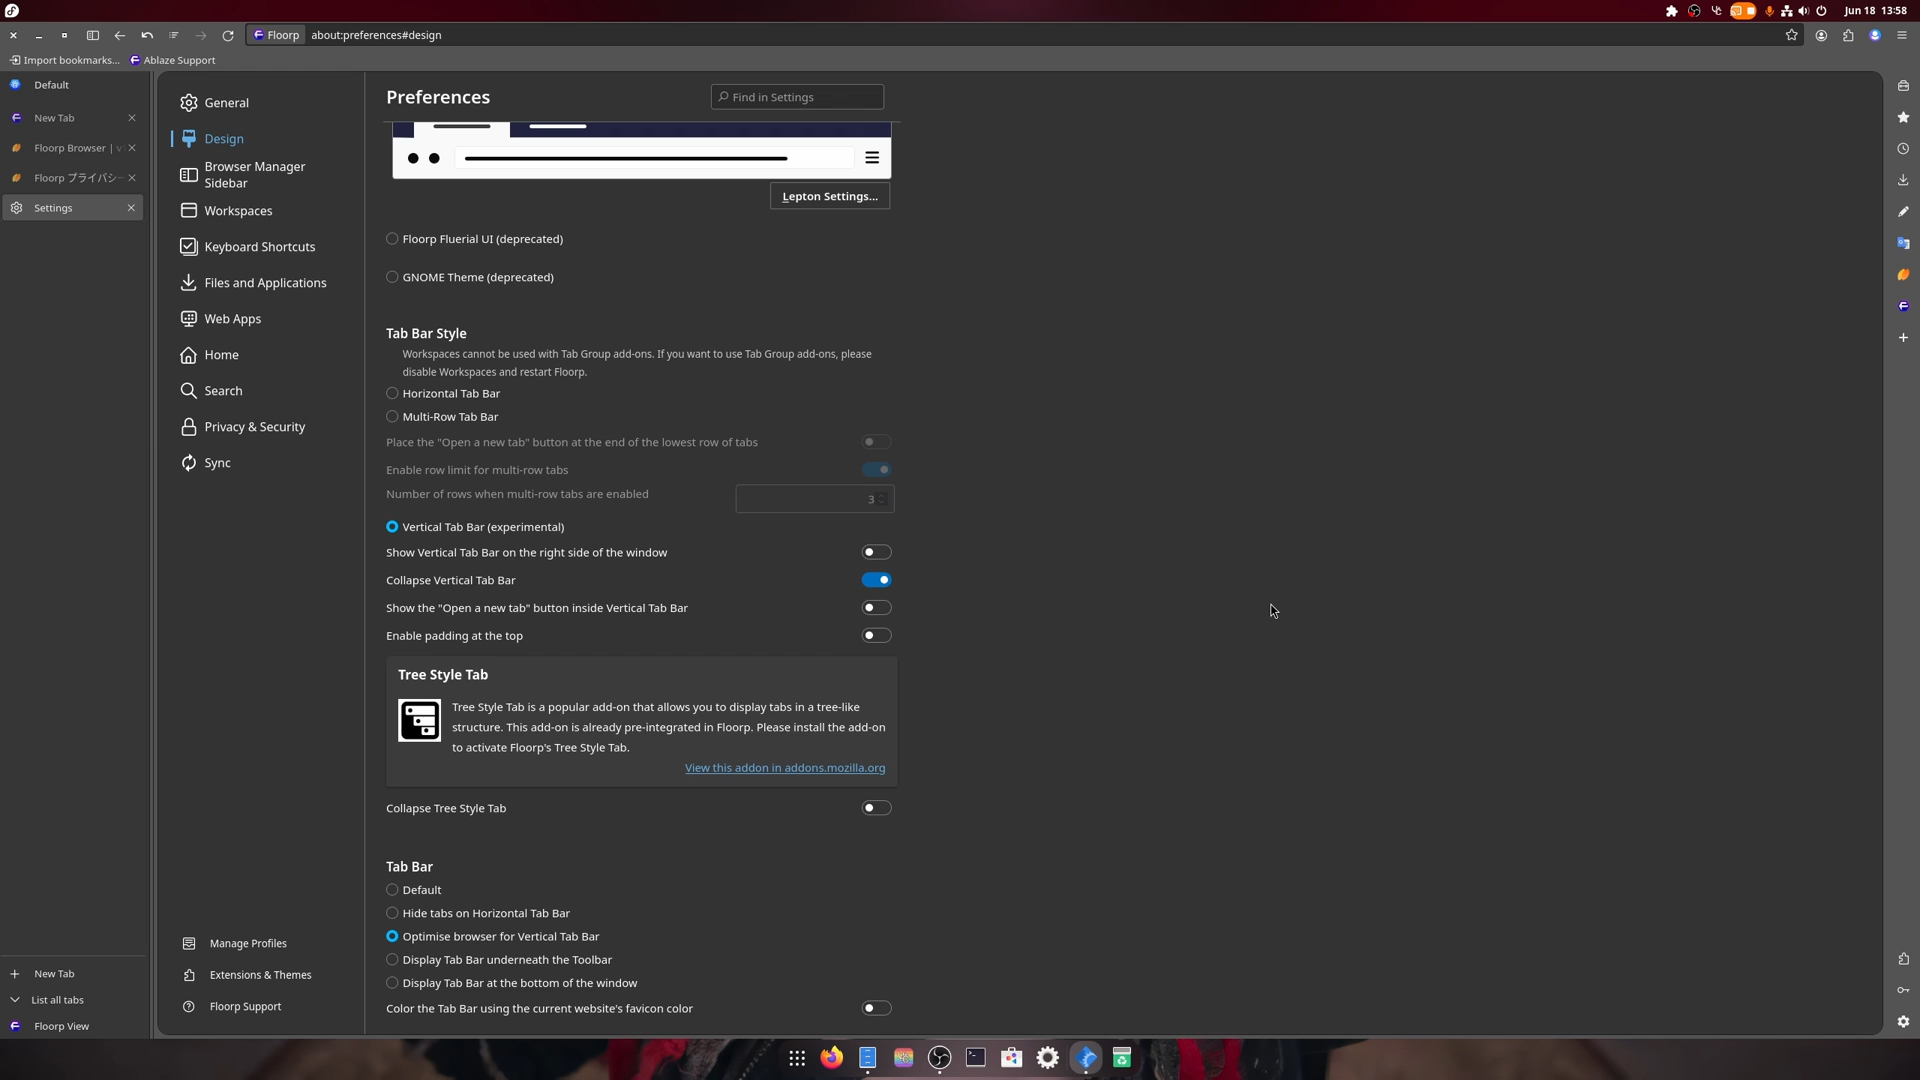 Jun 18 13:58
Floorp
about:preferences#design
Import bookmarks...
Ablaze Support
Default
New Tab
Floorp Browser | v
Floorp プライバシー
Settings
General
Design
Browser Manager
Sidebar
Workspaces
Keyboard Shortcuts
Files and Applications
Web Apps
Home
Search
Privacy & Security
Sync
Manage Profiles
Extensions & Themes
Floorp Support
New Tab
List all tabs
Floorp View
Preferences
Find in Settings
Lepton Settings...
Floorp Fluerial UI (deprecated)
GNOME Theme (deprecated)
Tab Bar Style
Workspaces cannot be used with Tab Group add-ons. If you want to use Tab Group add-ons, please
disable Workspaces and restart Floorp.
Horizontal Tab Bar
Multi-Row Tab Bar
Place the "Open a new tab" button at the end of the lowest row of tabs
Enable row limit for multi-row tabs
Number of rows when multi-row tabs are enabled
3
Vertical Tab Bar (experimental)
Show Vertical Tab Bar on the right side of the window
Collapse Vertical Tab Bar
Show the "Open a new tab" button inside Vertical Tab Bar
Enable padding at the top
Tree Style Tab
Tree Style Tab is a popular add-on that allows you to display tabs in a tree-like
structure. This add-on is already pre-integrated in Floorp. Please install the add-on
to activate Floorp's Tree Style Tab.
View this addon in addons.mozilla.org
Collapse Tree Style Tab
Tab Bar
Default
Hide tabs on Horizontal Tab Bar
Optimise browser for Vertical Tab Bar
Display Tab Bar underneath the Toolbar
Display Tab Bar at the bottom of the window
Color the Tab Bar using the current website's favicon color